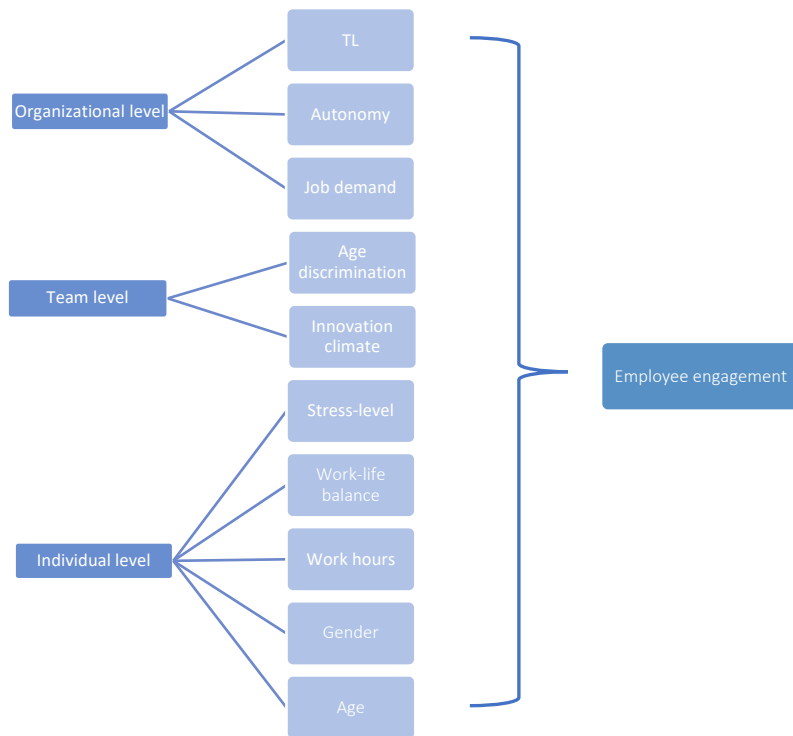 Organizational level
TL
Autonomy
Job demand
Team level
Age
discrimination
Innovation
climate
Individual level
Stress-level
Work-life
balance
Work hours
Gender
Age
Employee engagement